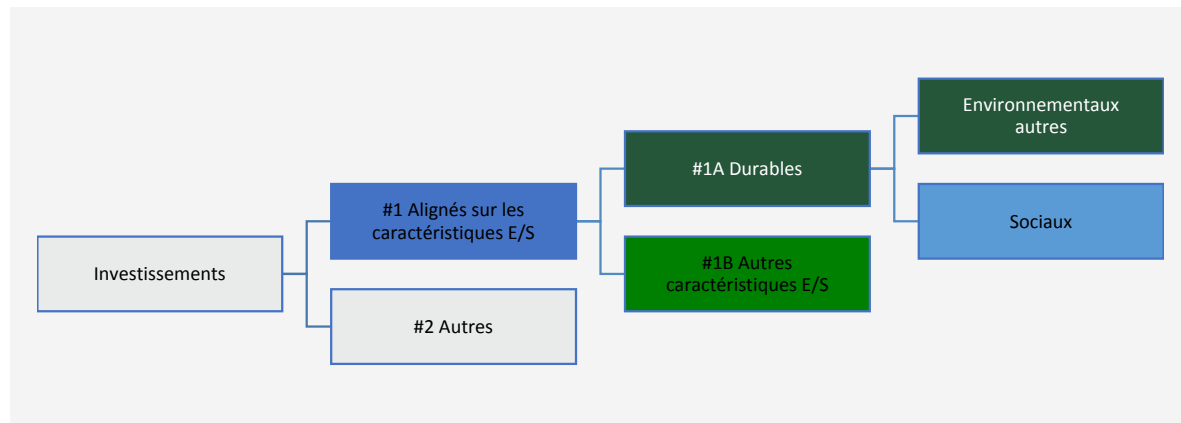 Investissements
#1 Alignés sur les
caractéristiques E/S
#2 Autres
#1A Durables
#1B Autres
caractéristiques E/S
Environnementaux
autres
Sociaux